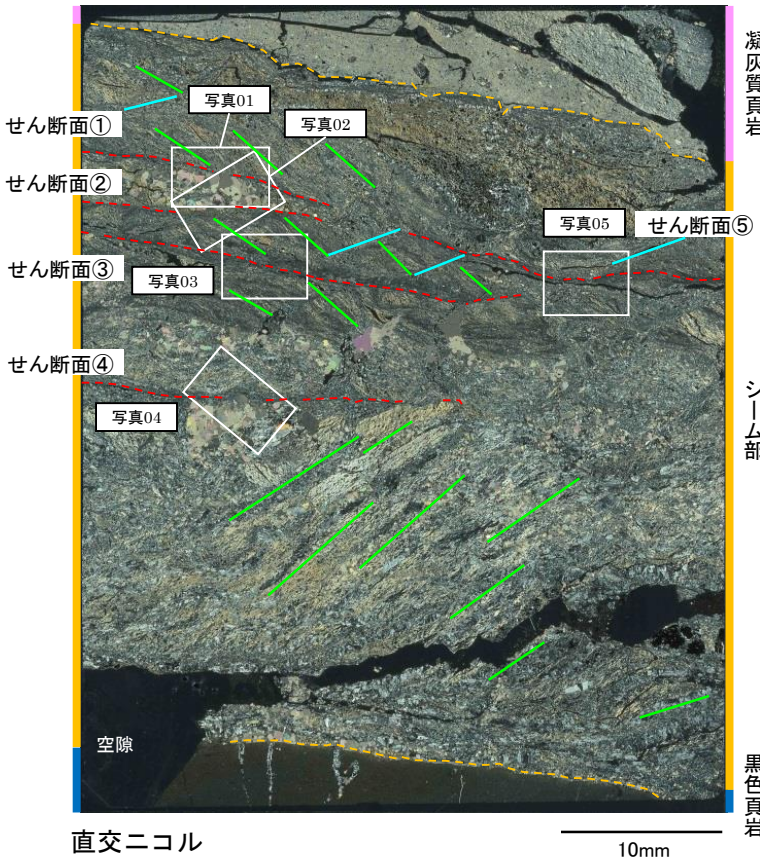 凝灰質頁岩
写真01
せん断面①
写真02
せん断面②
写真05
せん断面⑤
せん断面③
写真03
せん断面④
写真04
シーム部
空隙
黒色頁岩
直交ニコル
10mm